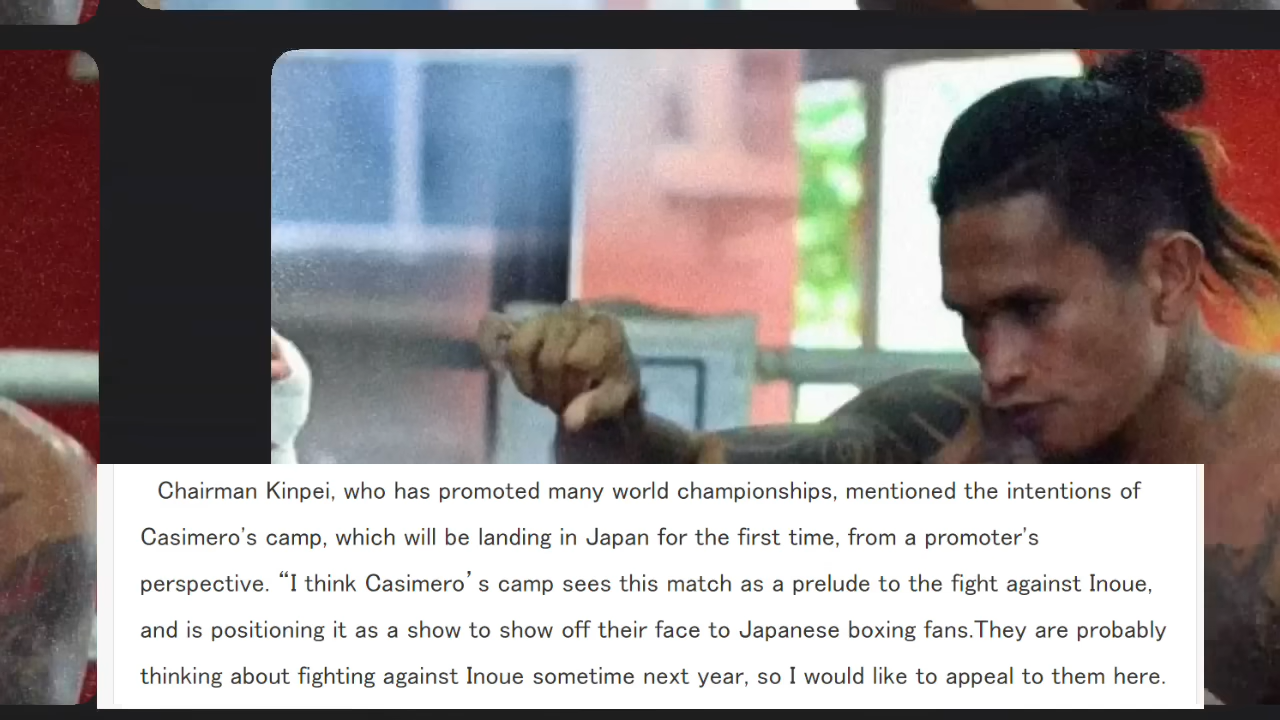 Chairman Kinpei, who has promoted many world championships, mentioned the intentions of
Casimero's camp, which will be landing in Japan for the first time, from a promoter's
perspective. “I think Casimero’s camp sees this match as a prelude to the fight against Inoue,
and is positioning it as a show to show off their face to Japanese boxing fans.They are probably
thinking about fighting against Inoue sometime next year, so I would like to appeal to them here.